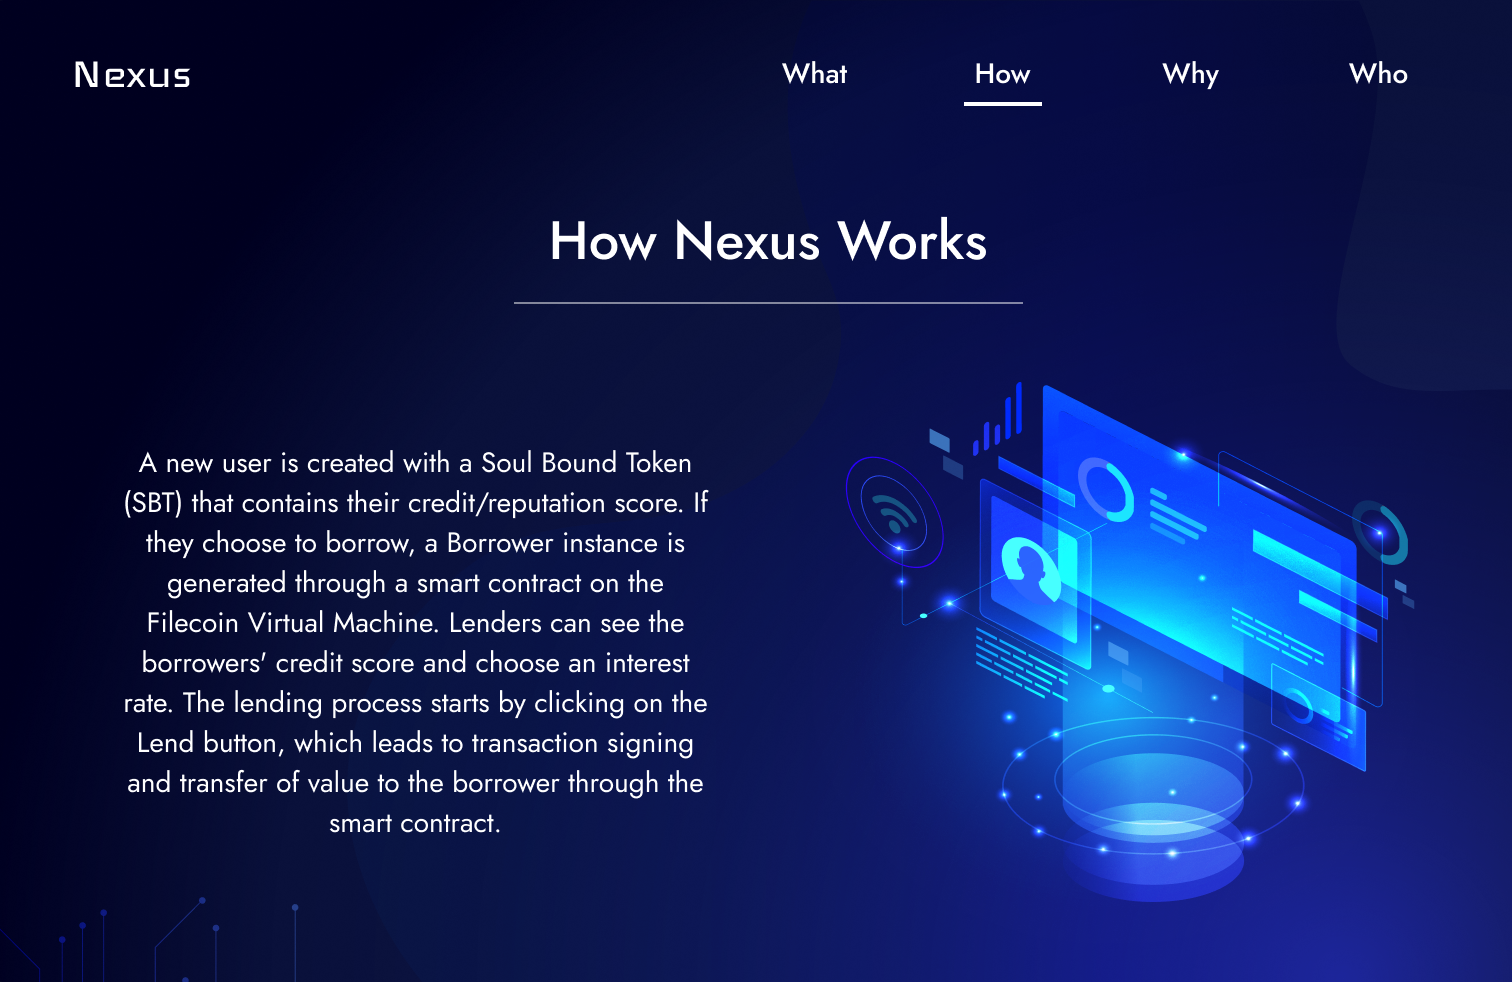 Nexus
What
How
Why
Who
How Nexus Works
A new user is created with a Soul Bound Token
(SBT) that contains their credit/reputation score. If
they choose to borrow, a Borrower instance is
generated through a smart contract on the
Filecoin Virtual Machine. Lenders can see the
borrowers' credit score and choose an interest
rate. The lending process starts by clicking on the
Lend button, which leads to transaction signing
and transfer of value to the borrower through the
smart contract.